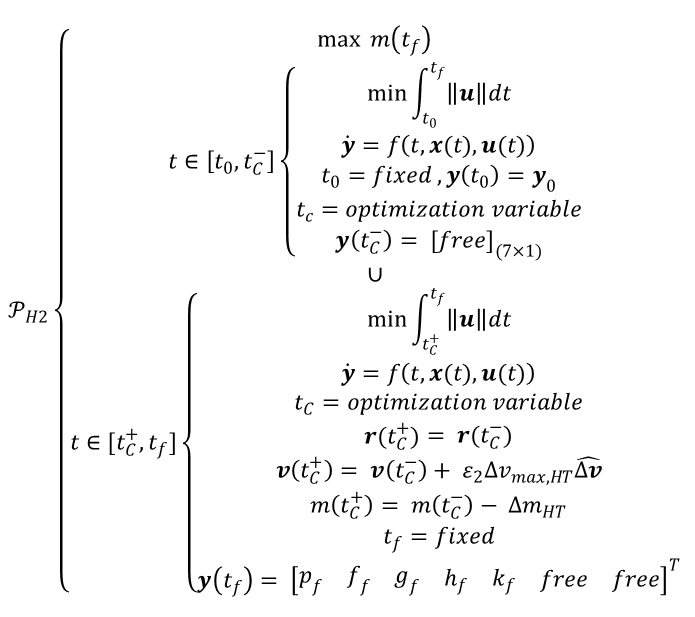 max m(t_f)
min ∫_{t_0}^{t_f} ‖𝒖‖dt
ẏ = f(t, x(t), u(t))
t ∈ [t_0, t_C^−]
t_0 = fixed , y(t_0) = y_0
t_c = optimization variable
y(t_C^−) = [free]_(7×1)
∪
𝒫_{H2}
min ∫_{t_C^+}^{t_f} ‖𝒖‖dt
ẏ = f(t, x(t), u(t))
t_C = optimization variable
t ∈ [t_C^+, t_f]
r(t_C^+) = r(t_C^−)
v(t_C^+) = v(t_C^−) + ε_2Δv_{max,HT}\widehat{Δv}
m(t_C^+) = m(t_C^−) − Δm_{HT}
t_f = fixed
y(t_f) = [p_f f_f g_f h_f k_f free free]^T